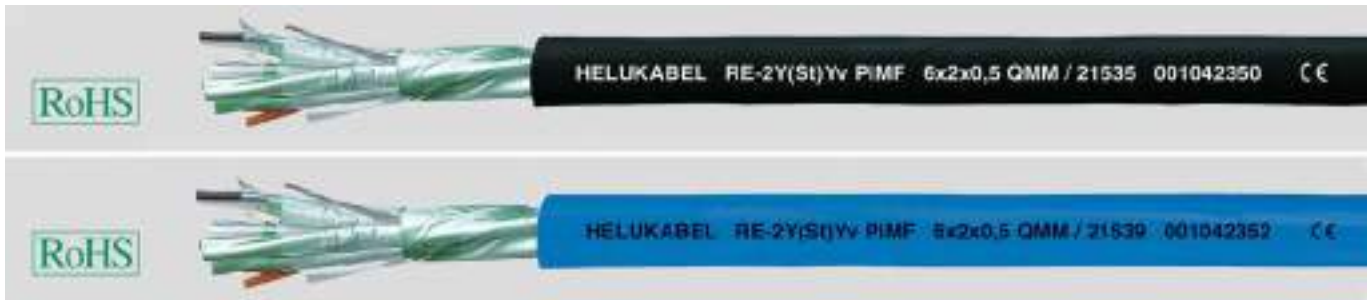 RoHS
HELUKABEL RE-2Y(St)Yv PiMF 6x2x0,5 QMM / 21535 001042350 CE
RoHS
HELUKABEL RE-2Y(St)Yv PiMF 6x2x0,5 QMM / 21539 001042352 CE